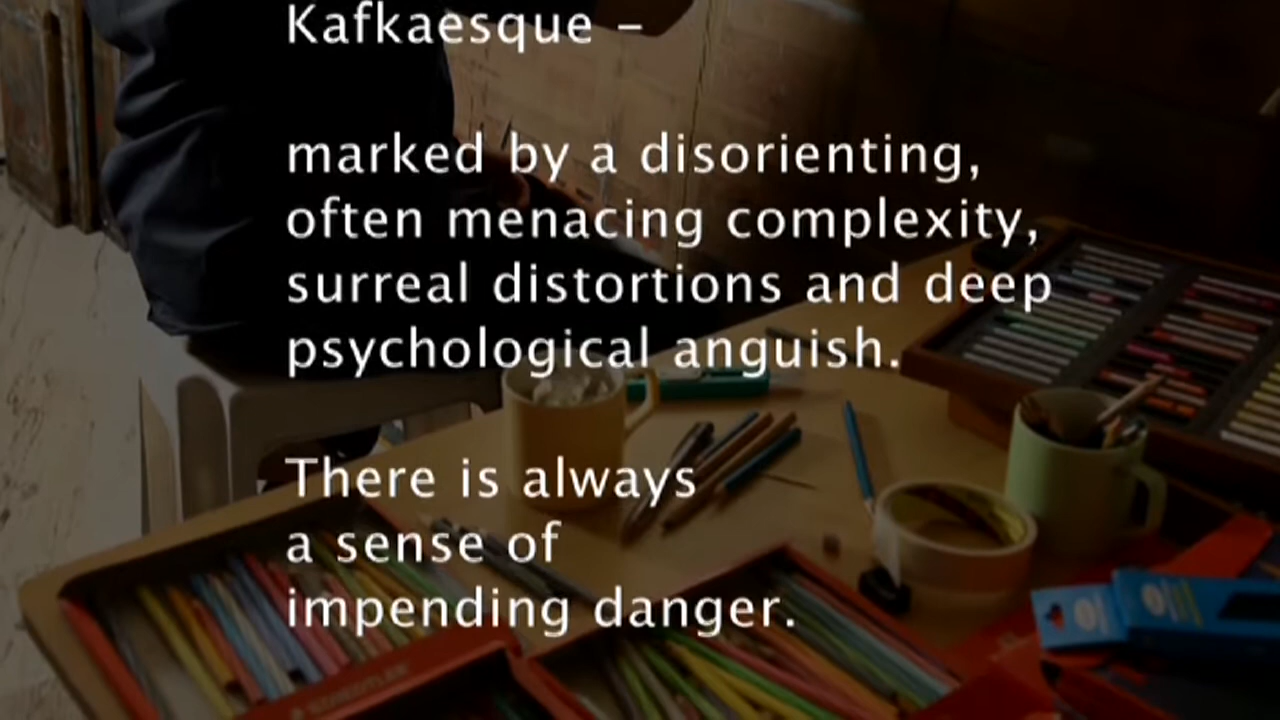 Kafkaesque –
marked by a disorienting,
often menacing complexity,
surreal distortions and deep
psychological anguish.
There is always
a sense of
impending danger.
STAEDTLER